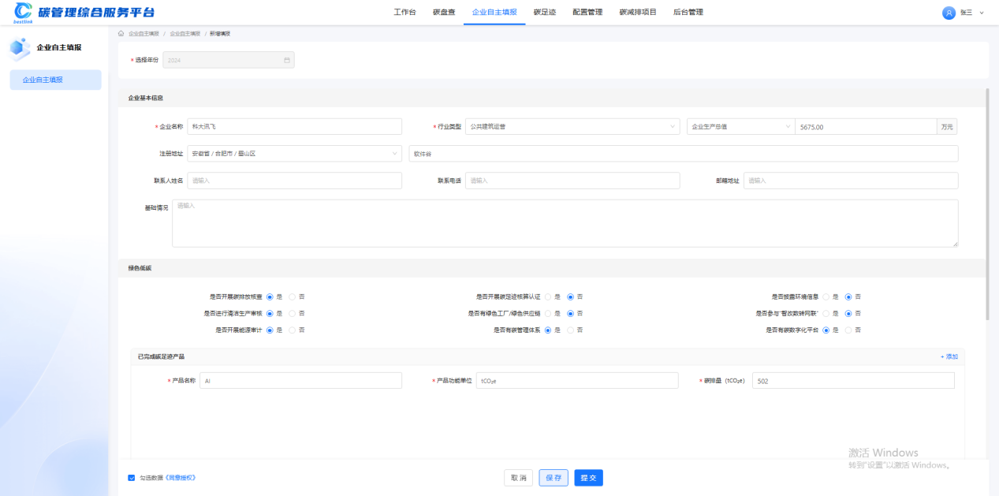 bestlink 碳管理综合服务平台 工作台 碳盘查 企业自主填报 碳足迹 配置管理 碳减排项目 后台管理 张三
企业自主填报 / 企业自主填报 / 新增填报
企业自主填报
* 选择年份 2024
企业自主填报
企业基本信息
* 企业名称 科大讯飞 * 行业类型 公共建筑运营 企业生产总值 5675.00 万元
注册地址 安徽省 / 合肥市 / 蜀山区 软件谷
联系人姓名 请输入 联系电话 请输入 邮箱地址 请输入
基础情况 请输入
绿色低碳
是否开展碳排放核查 是 否 是否开展碳足迹核算认证 是 否 是否披露环境信息 是 否
是否进行清洁生产审核 是 否 是否有绿色工厂/绿色供应链 是 否 是否参与"智改数转网联" 是 否
是否开展能源审计 是 否 是否有碳管理体系 是 否 是否有碳数字化平台 是 否
已完成碳足迹产品 + 添加
* 产品名称 AI * 产品功能单位 tCO₂e * 碳排量（tCO₂e） 502
激活 Windows
转到"设置"以激活 Windows。
勾选数据《同意授权》 取 消 保 存 提 交